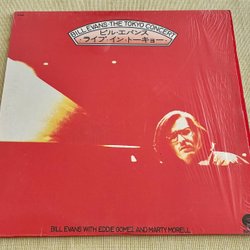 BILL EVANS·THE TOKYO CONCERT
ビル・エバンス
・ライブ・イン・トーキョー・
BILL EVANS WITH EDDIE GOMEZ AND MARTY MORELL